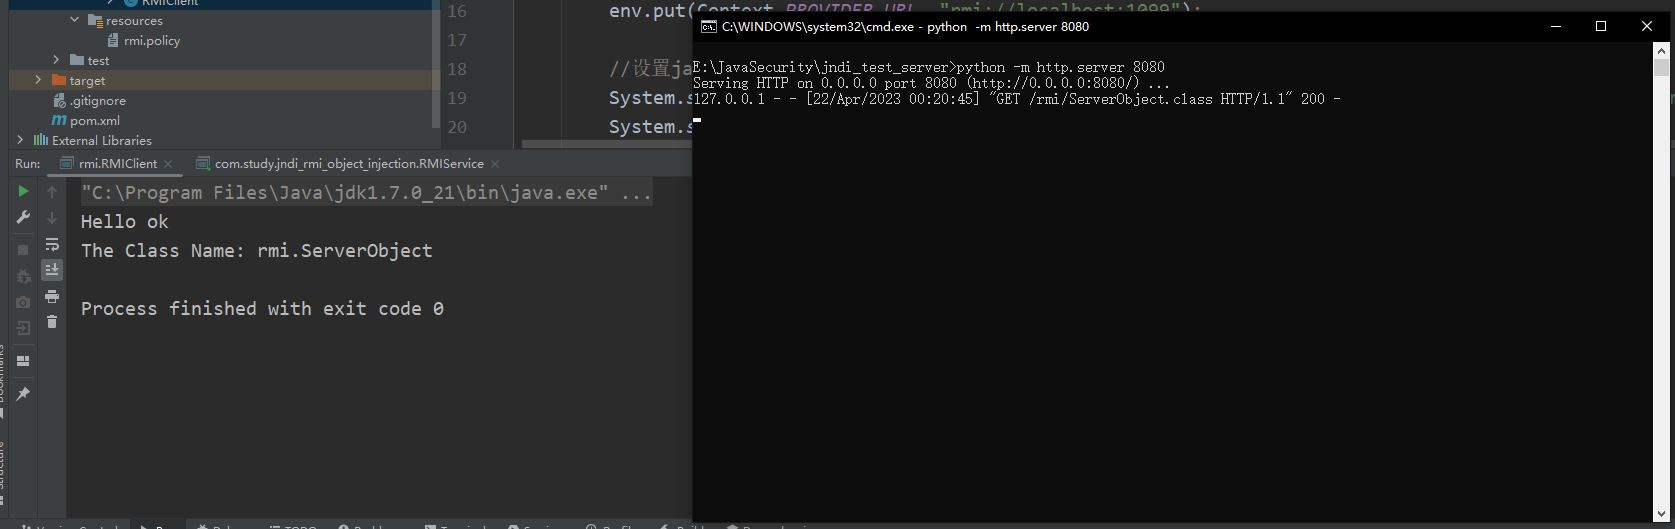 RMIClient
resources
rmi.policy
test
target
.gitignore
pom.xml
External Libraries
16 env.put(Context.PROVIDER_URL, "rmi://localhost:1099");
17
18 //设置ja
19 System.s
20 System.s
C:\WINDOWS\system32\cmd.exe - python -m http.server 8080
E:\JavaSecurity\jndi_test_server>python -m http.server 8080
Serving HTTP on 0.0.0.0 port 8080 (http://0.0.0.0:8080/) ...
127.0.0.1 - - [22/Apr/2023 00:20:45] "GET /rmi/ServerObject.class HTTP/1.1" 200 -
Run: rmi.RMIClient com.study.jndi_rmi_object_injection.RMIService
"C:\Program Files\Java\jdk1.7.0_21\bin\java.exe" ...
Hello ok
The Class Name: rmi.ServerObject
Process finished with exit code 0
Structure